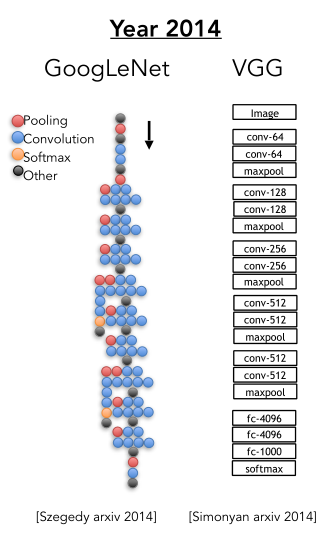 Year 2014
GoogLeNet
VGG
Pooling
Convolution
Softmax
Other
Image
conv-64
conv-64
maxpool
conv-128
conv-128
maxpool
conv-256
conv-256
maxpool
conv-512
conv-512
maxpool
conv-512
conv-512
maxpool
fc-4096
fc-4096
fc-1000
softmax
[Szegedy arxiv 2014]
[Simonyan arxiv 2014]